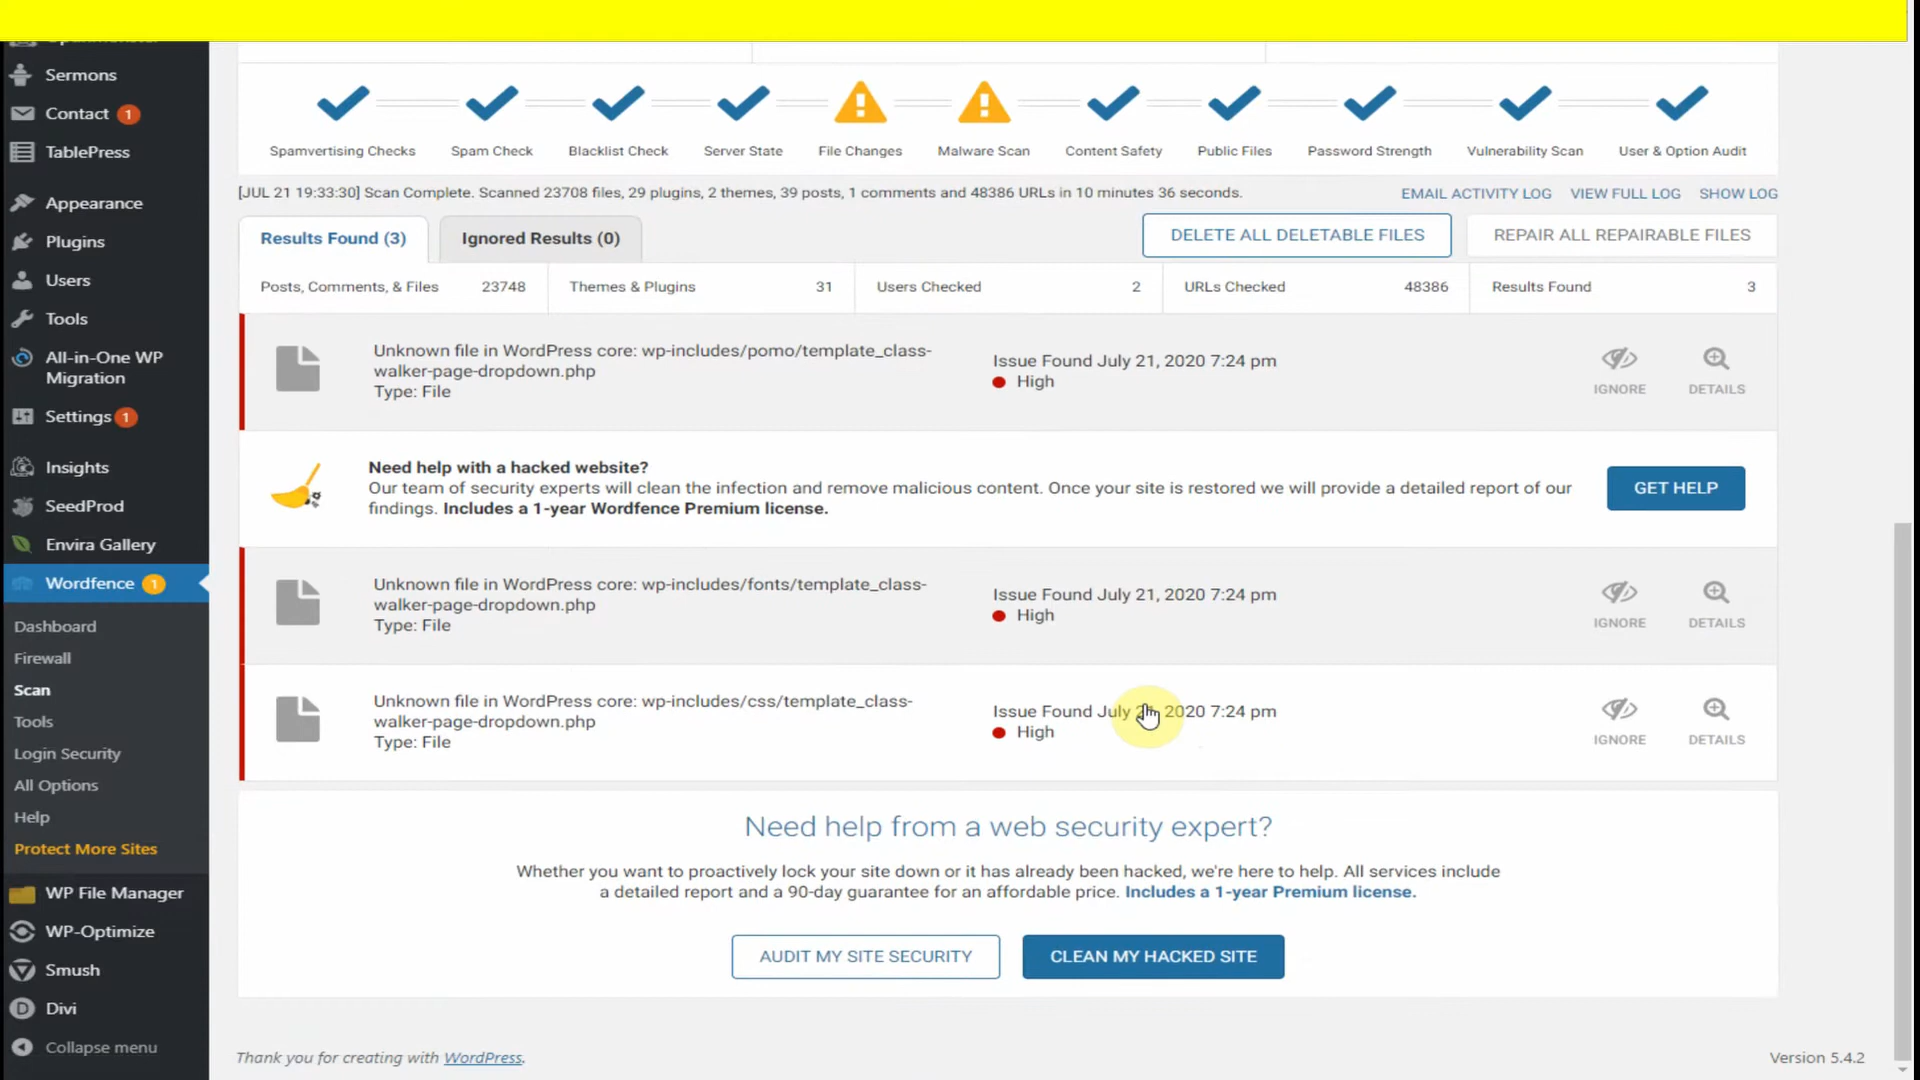 Sermons
Contact 1
TablePress
Appearance
Plugins
Users
Tools
All-in-One WP
Migration
Settings 1
Insights
SeedProd
Envira Gallery
Wordfence 1
Dashboard
Firewall
Scan
Tools
Login Security
All Options
Help
Protect More Sites
WP File Manager
WP-Optimize
Smush
Divi
Collapse menu
Spamvertising Checks Spam Check Blacklist Check Server State File Changes Malware Scan Content Safety Public Files Password Strength Vulnerability Scan User & Option Audit
[JUL 21 19:33:30] Scan Complete. Scanned 23708 files, 29 plugins, 2 themes, 39 posts, 1 comments and 48386 URLs in 10 minutes 36 seconds. EMAIL ACTIVITY LOG VIEW FULL LOG SHOW LOG
Results Found (3) Ignored Results (0) DELETE ALL DELETABLE FILES REPAIR ALL REPAIRABLE FILES
Posts, Comments, & Files 23748 Themes & Plugins 31 Users Checked 2 URLs Checked 48386 Results Found 3
Unknown file in WordPress core: wp-includes/pomo/template_class-
walker-page-dropdown.php
Type: File
Issue Found July 21, 2020 7:24 pm
High
IGNORE DETAILS
Need help with a hacked website?
Our team of security experts will clean the infection and remove malicious content. Once your site is restored we will provide a detailed report of our
findings. Includes a 1-year Wordfence Premium license.
GET HELP
Unknown file in WordPress core: wp-includes/fonts/template_class-
walker-page-dropdown.php
Type: File
Issue Found July 21, 2020 7:24 pm
High
IGNORE DETAILS
Unknown file in WordPress core: wp-includes/css/template_class-
walker-page-dropdown.php
Type: File
Issue Found July 2020 7:24 pm
High
IGNORE DETAILS
Need help from a web security expert?
Whether you want to proactively lock your site down or it has already been hacked, we're here to help. All services include
a detailed report and a 90-day guarantee for an affordable price. Includes a 1-year Premium license.
AUDIT MY SITE SECURITY CLEAN MY HACKED SITE
Thank you for creating with WordPress. Version 5.4.2